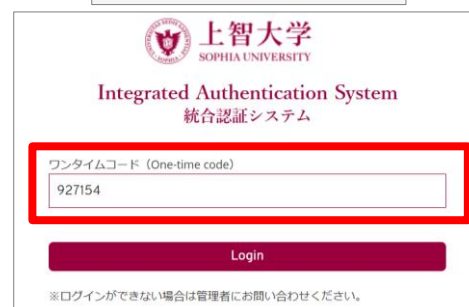 上智大学
SOPHIA UNIVERSITY
Integrated Authentication System
統合認証システム
ワンタイムコード（One-time code）
927154
Login
※ログインができない場合は管理者にお問い合わせください。